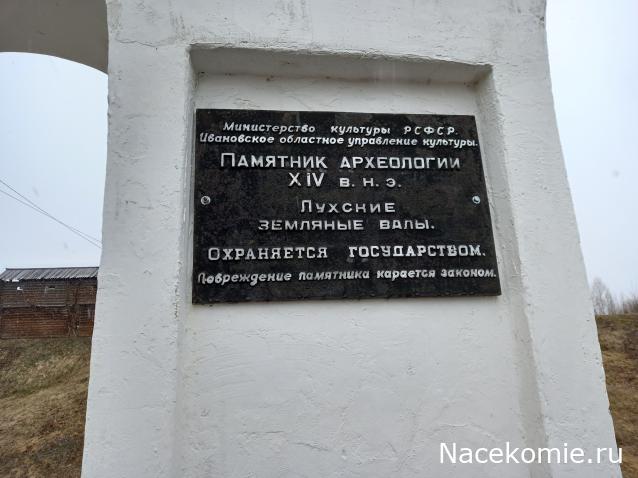 Министерство культуры РСФСР.
Ивановское областное управление культуры.
Памятник археологии
XIV в. н. э.
Лухские
земляные валы.
Охраняется государством.
Повреждение памятника карается законом.
Nacekomie.ru